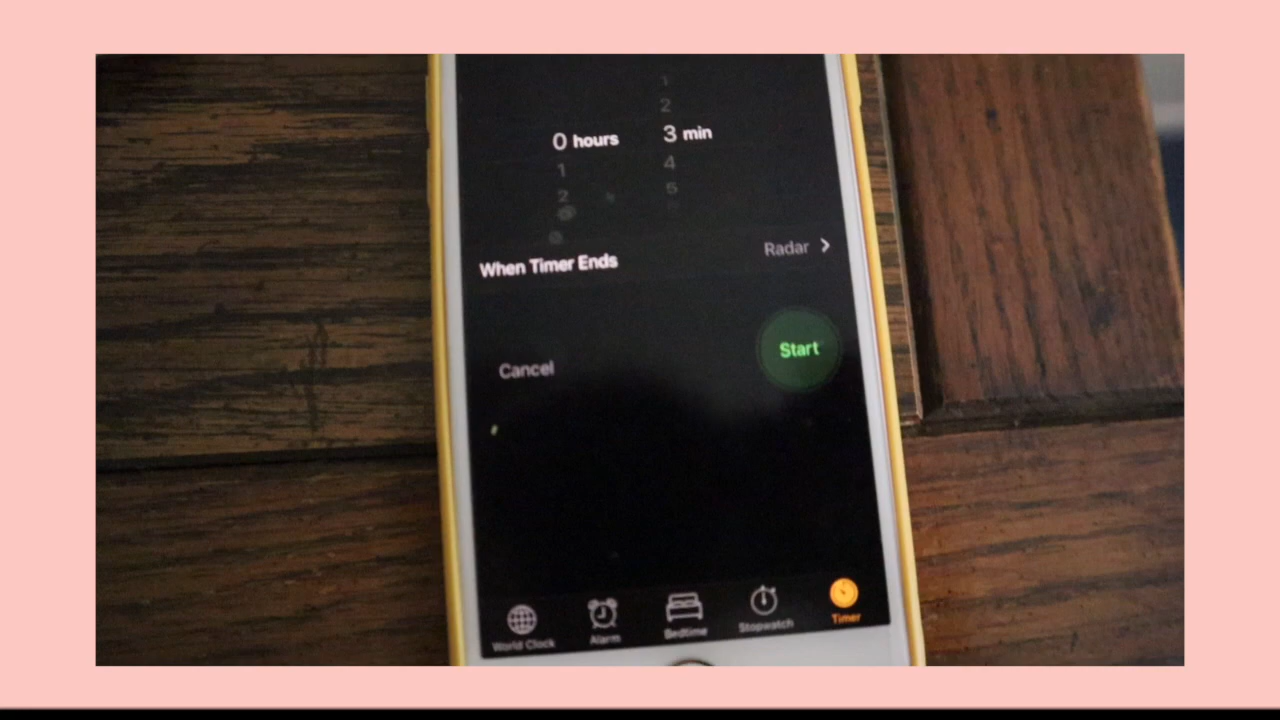 1
2
0 hours 3 min
1 4
2 5
When Timer Ends Radar
Cancel Start
World Clock Alarm Bedtime Stopwatch Timer